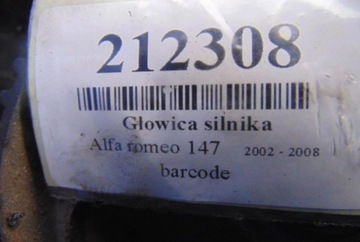 212308
Głowica silnika
Alfa romeo 147 2002 - 2008
barcode